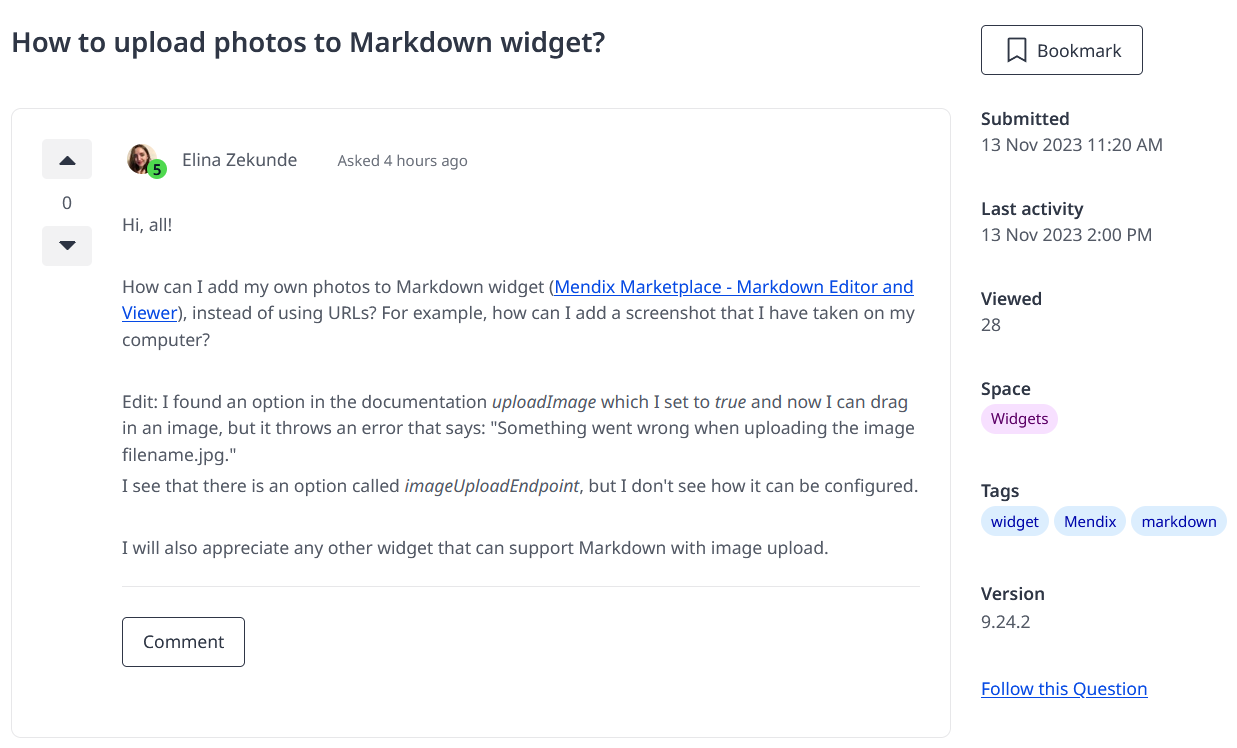 How to upload photos to Markdown widget?
Bookmark
5
Elina Zekunde
Asked 4 hours ago
0
Hi, all!
How can I add my own photos to Markdown widget (Mendix Marketplace - Markdown Editor and
Viewer), instead of using URLs? For example, how can I add a screenshot that I have taken on my
computer?
Edit: I found an option in the documentation uploadImage which I set to true and now I can drag
in an image, but it throws an error that says: "Something went wrong when uploading the image
filename.jpg."
I see that there is an option called imageUploadEndpoint, but I don't see how it can be configured.
I will also appreciate any other widget that can support Markdown with image upload.
Comment
Submitted
13 Nov 2023 11:20 AM
Last activity
13 Nov 2023 2:00 PM
Viewed
28
Space
Widgets
Tags
widget Mendix markdown
Version
9.24.2
Follow this Question